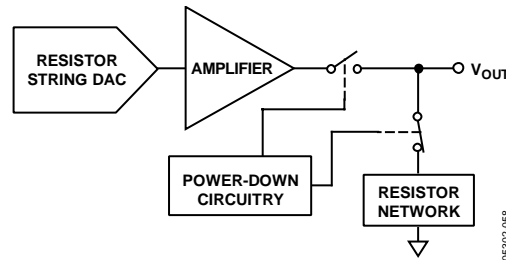 RESISTOR
STRING DAC
AMPLIFIER
VOUT
POWER-DOWN
CIRCUITRY
RESISTOR
NETWORK